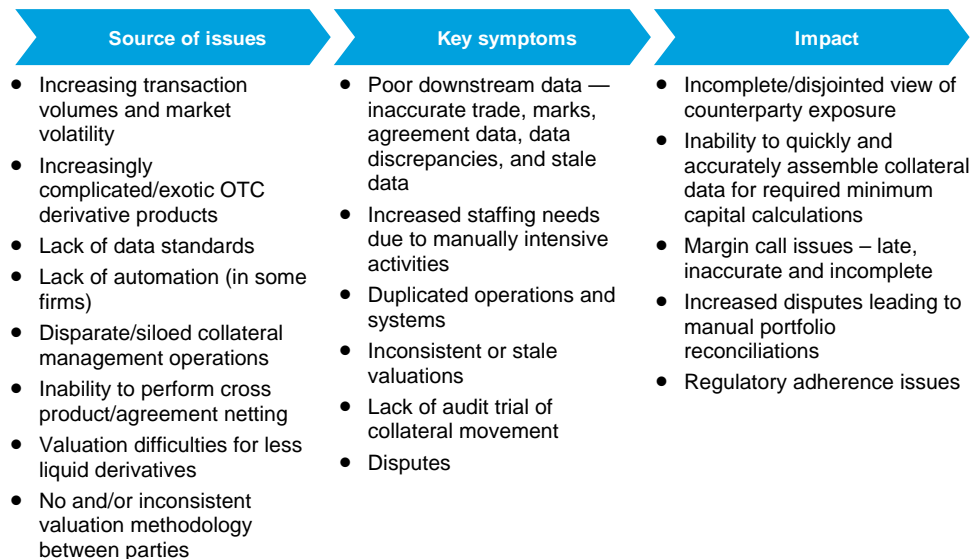 Source of issues
• Increasing transaction
volumes and market
volatility
• Increasingly
complicated/exotic OTC
derivative products
• Lack of data standards
• Lack of automation (in some
firms)
• Disparate/siloed collateral
management operations
• Inability to perform cross
product/agreement netting
• Valuation difficulties for less
liquid derivatives
• No and/or inconsistent
valuation methodology
between parties
Key symptoms
• Poor downstream data —
inaccurate trade, marks,
agreement data, data
discrepancies, and stale
data
• Increased staffing needs
due to manually intensive
activities
• Duplicated operations and
systems
• Inconsistent or stale
valuations
• Lack of audit trial of
collateral movement
• Disputes
Impact
• Incomplete/disjointed view of
counterparty exposure
• Inability to quickly and
accurately assemble collateral
data for required minimum
capital calculations
• Margin call issues – late,
inaccurate and incomplete
• Increased disputes leading to
manual portfolio
reconciliations
• Regulatory adherence issues